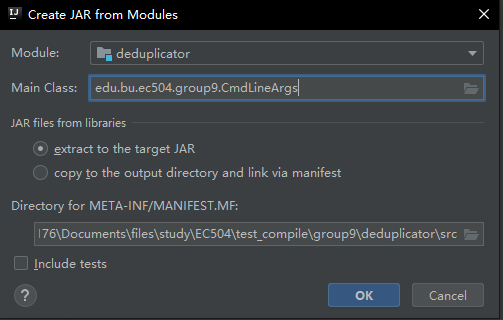 Create JAR from Modules
Module: deduplicator
Main Class: edu.bu.ec504.group9.CmdLineArgs
JAR files from libraries
extract to the target JAR
copy to the output directory and link via manifest
Directory for META-INF/MANIFEST.MF:
76\Documents\files\study\EC504\test_compile\group9\deduplicator\src
Include tests
? OK Cancel